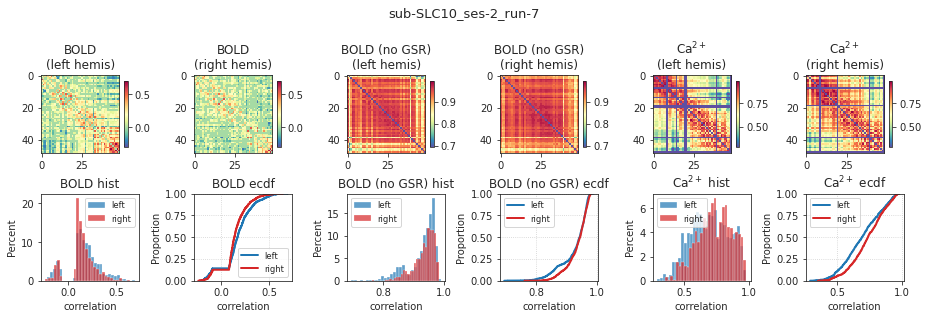 sub-SLC10_ses-2_run-7
BOLD
(left hemis)
BOLD
(right hemis)
BOLD (no GSR)
(left hemis)
BOLD (no GSR)
(right hemis)
Ca²⁺
(left hemis)
Ca²⁺
(right hemis)
0
20
40
0
25
0.5
0.0
0
20
40
0
25
0.5
0.0
0
20
40
0
25
0.9
0.8
0.7
0
20
40
0
25
0.9
0.8
0.7
0
20
40
0
25
0.75
0.50
0
20
40
0
25
0.75
0.50
BOLD hist
Percent
20
10
0
left
right
0.0
0.5
correlation
BOLD ecdf
Proportion
1.00
0.75
0.50
0.25
0.00
left
right
0.0
0.5
correlation
BOLD (no GSR) hist
Percent
15
10
5
0
left
right
0.8
1.0
correlation
BOLD (no GSR) ecdf
Proportion
1.00
0.75
0.50
0.25
0.00
left
right
0.8
1.0
correlation
Ca²⁺ hist
Percent
6
4
2
0
left
right
0.5
1.0
correlation
Ca²⁺ ecdf
Proportion
1.00
0.75
0.50
0.25
0.00
left
right
0.5
1.0
correlation